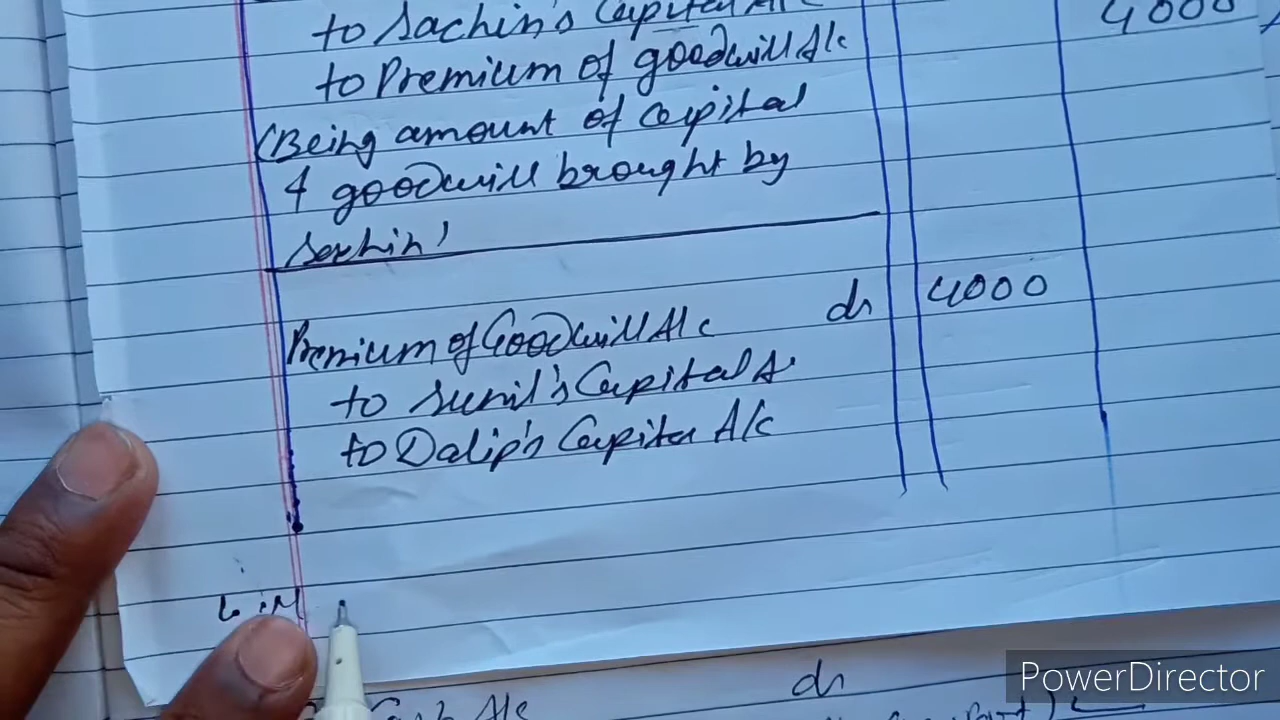 to Sachin's Capital A/c
4000
to Premium of goodwill A/c
(Being amount of capital
& goodwill brought by
Sachin)
Premium of Goodwill A/c dr 4000
to Sunil's Capital A
to Dalip's Capital A/c
dr
Cash A/c
PowerDirector